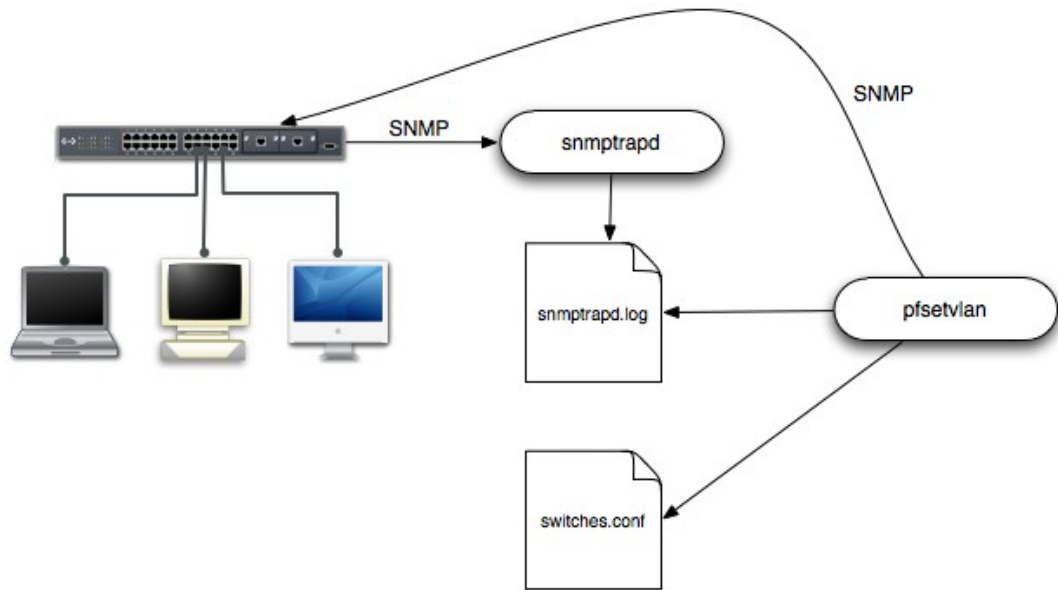 SNMP
SNMP
snmptrapd
snmptrapd.log
pfsetvlan
switches.conf